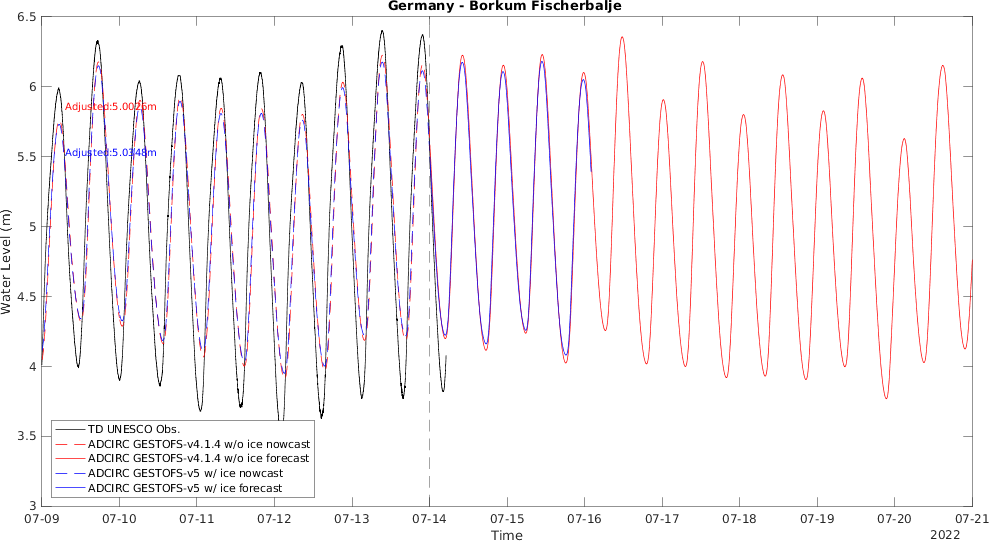 Germany - Borkum Fischerbalje
6.5
6
5.5
5
4.5
4
3.5
3
Water Level (m)
Adjusted:5.0026m
Adjusted:5.0348m
TD UNESCO Obs.
ADCIRC GESTOFS-v4.1.4 w/o ice nowcast
ADCIRC GESTOFS-v4.1.4 w/o ice forecast
ADCIRC GESTOFS-v5 w/ ice nowcast
ADCIRC GESTOFS-v5 w/ ice forecast
07-09 07-10 07-11 07-12 07-13 07-14 07-15 07-16 07-17 07-18 07-19 07-20 07-21
Time
2022